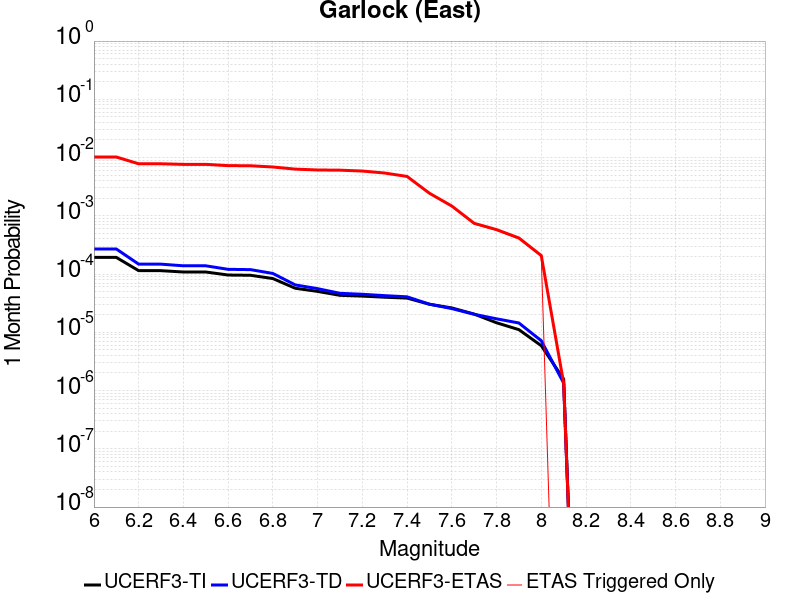 Garlock (East)
10^0
10^-1
10^-2
10^-3
10^-4
10^-5
10^-6
10^-7
10^-8
1 Month Probability
6 6.2 6.4 6.6 6.8 7 7.2 7.4 7.6 7.8 8 8.2 8.4 8.6 8.8 9
Magnitude
UCERF3-TI UCERF3-TD UCERF3-ETAS ETAS Triggered Only